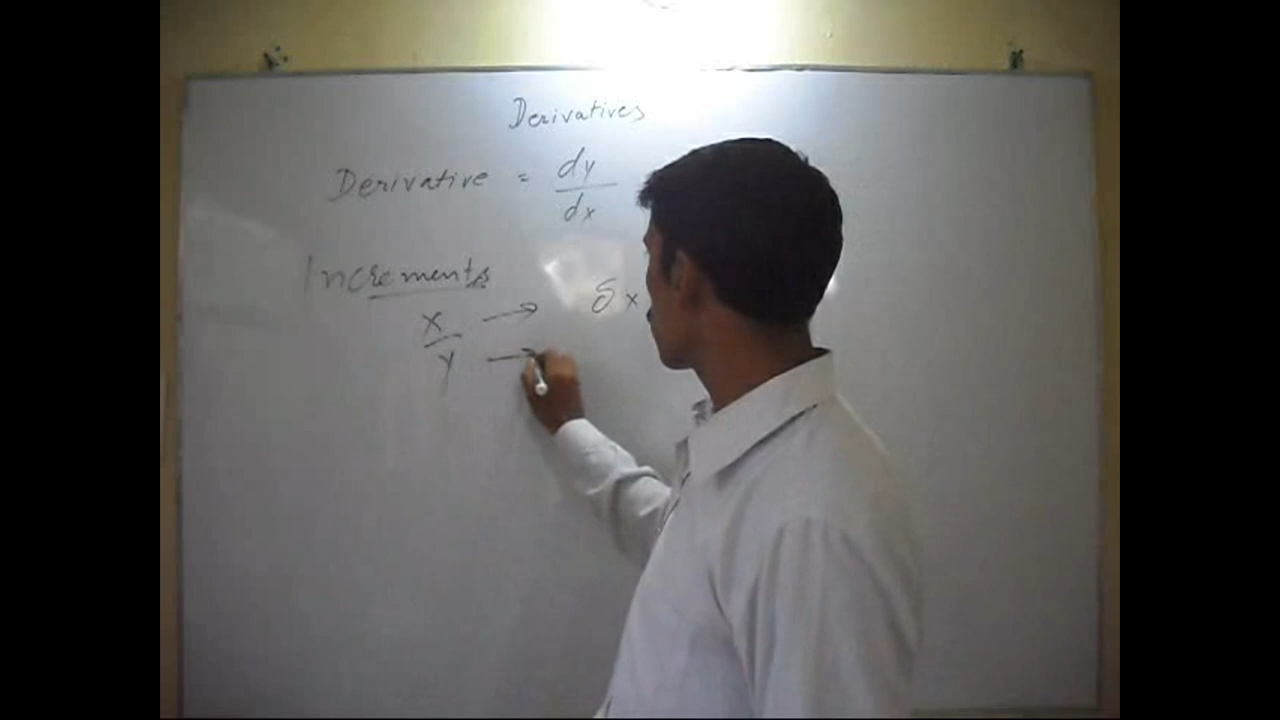 Derivatives
Derivative = dy/dx
Increments
x → δx
y →